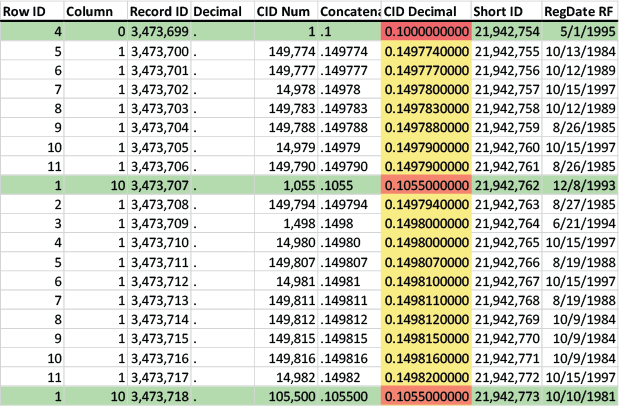 Row ID Column Record ID Decimal CID Num Concatena CID Decimal Short ID RegDate RF
4 0 3,473,699 . 1 .1 0.1000000000 21,942,754 5/1/1995
5 1 3,473,700 . 149,774 .149774 0.1497740000 21,942,755 10/13/1984
6 1 3,473,701 . 149,777 .149777 0.1497770000 21,942,756 10/12/1989
7 1 3,473,702 . 14,978 .14978 0.1497800000 21,942,757 10/15/1997
8 1 3,473,703 . 149,783 .149783 0.1497830000 21,942,758 10/12/1989
9 1 3,473,704 . 149,788 .149788 0.1497880000 21,942,759 8/26/1985
10 1 3,473,705 . 14,979 .14979 0.1497900000 21,942,760 10/15/1997
11 1 3,473,706 . 149,790 .149790 0.1497900000 21,942,761 8/26/1985
1 10 3,473,707 . 1,055 .1055 0.1055000000 21,942,762 12/8/1993
2 1 3,473,708 . 149,794 .149794 0.1497940000 21,942,763 8/27/1985
3 1 3,473,709 . 1,498 .1498 0.1498000000 21,942,764 6/21/1994
4 1 3,473,710 . 14,980 .14980 0.1498000000 21,942,765 10/15/1997
5 1 3,473,711 . 149,807 .149807 0.1498070000 21,942,766 8/19/1988
6 1 3,473,712 . 14,981 .14981 0.1498100000 21,942,767 10/15/1997
7 1 3,473,713 . 149,811 .149811 0.1498110000 21,942,768 8/19/1988
8 1 3,473,714 . 149,812 .149812 0.1498120000 21,942,769 10/9/1984
9 1 3,473,715 . 149,815 .149815 0.1498150000 21,942,770 10/9/1984
10 1 3,473,716 . 149,816 .149816 0.1498160000 21,942,771 10/9/1984
11 1 3,473,717 . 14,982 .14982 0.1498200000 21,942,772 10/15/1997
1 10 3,473,718 . 105,500 .105500 0.1055000000 21,942,773 10/10/1981